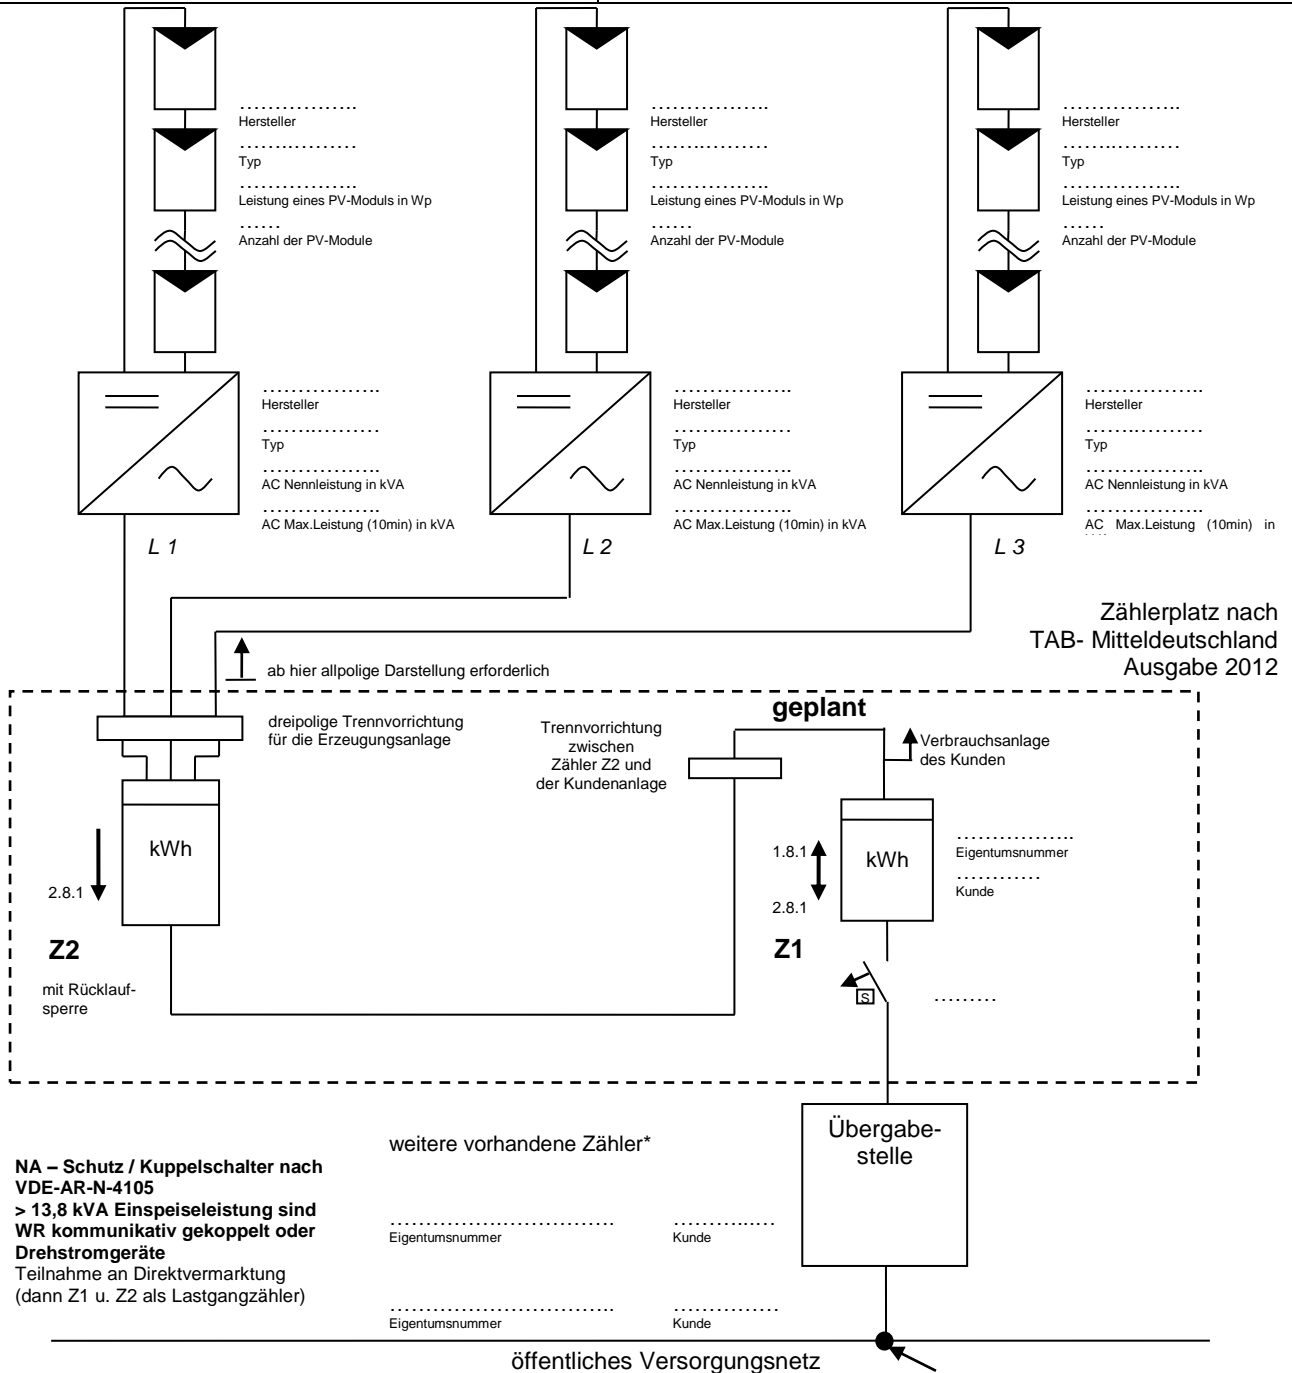 Hersteller
Typ
Leistung eines PV-Moduls in Wp
Anzahl der PV-Module
Hersteller
Typ
Leistung eines PV-Moduls in Wp
Anzahl der PV-Module
Hersteller
Typ
Leistung eines PV-Moduls in Wp
Anzahl der PV-Module
Hersteller
Typ
AC Nennleistung in kVA
AC Max.Leistung (10min) in kVA
L 1
Hersteller
Typ
AC Nennleistung in kVA
AC Max.Leistung (10min) in kVA
L 2
Hersteller
Typ
AC Nennleistung in kVA
AC Max.Leistung (10min) in
L 3
Zählerplatz nach
TAB- Mitteldeutschland
Ausgabe 2012
ab hier allpolige Darstellung erforderlich
dreipolige Trennvorrichtung
für die Erzeugungsanlage
Trennvorrichtung
zwischen
Zähler Z2 und
der Kundenanlage
geplant
Verbrauchsanlage
des Kunden
kWh
2.8.1
Z2
mit Rücklauf-
sperre
1.8.1
kWh
2.8.1
Z1
Eigentumsnummer
Kunde
S
Übergabe-
stelle
weitere vorhandene Zähler*
NA – Schutz / Kuppelschalter nach
VDE-AR-N-4105
> 13,8 kVA Einspeiseleistung sind
WR kommunikativ gekoppelt oder
Drehstromgeräte
Teilnahme an Direktvermarktung
(dann Z1 u. Z2 als Lastgangzähler)
Eigentumsnummer
Kunde
Eigentumsnummer
Kunde
öffentliches Versorgungsnetz